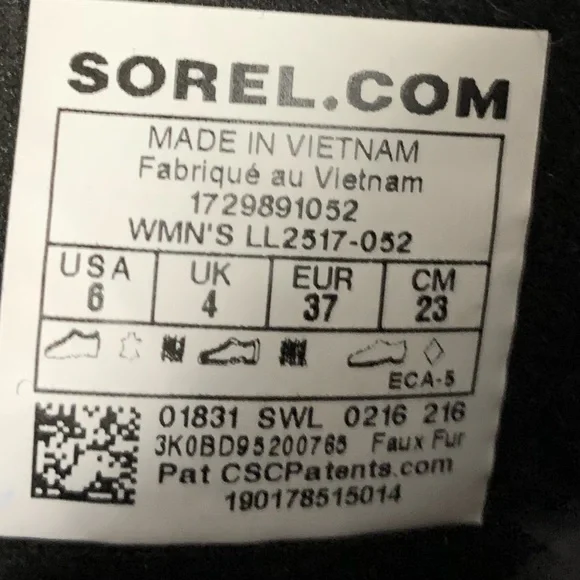 SOREL.COM
MADE IN VIETNAM
Fabriqué au Vietnam
1729891052
WMN'S LL2517-052
USA UK EUR CM
6 4 37 23
ECA-5
01831 SWL 0216 216
3K0BD95200765 Faux Fur
Pat CSCPatents.com
190178515014